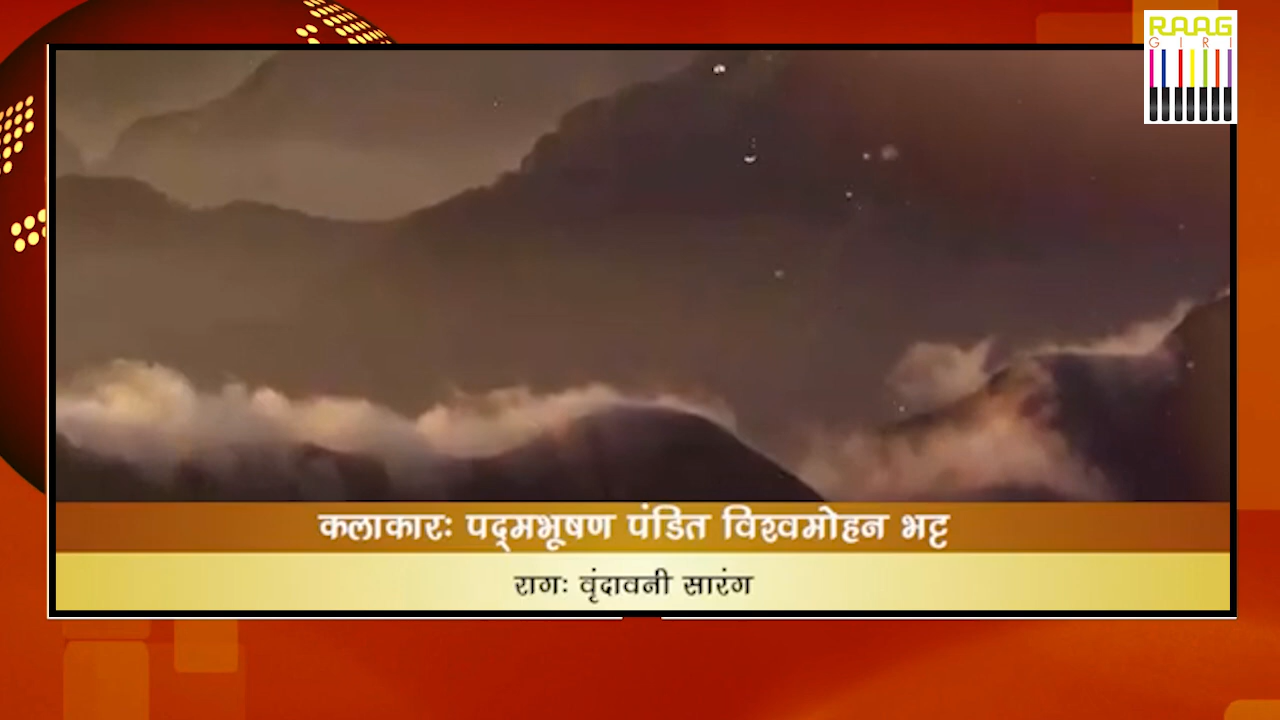 RAAG
GIRI
कलाकारः पद्मभूषण पंडित विश्वमोहन भट्ट
रागः वृंदावनी सारंग